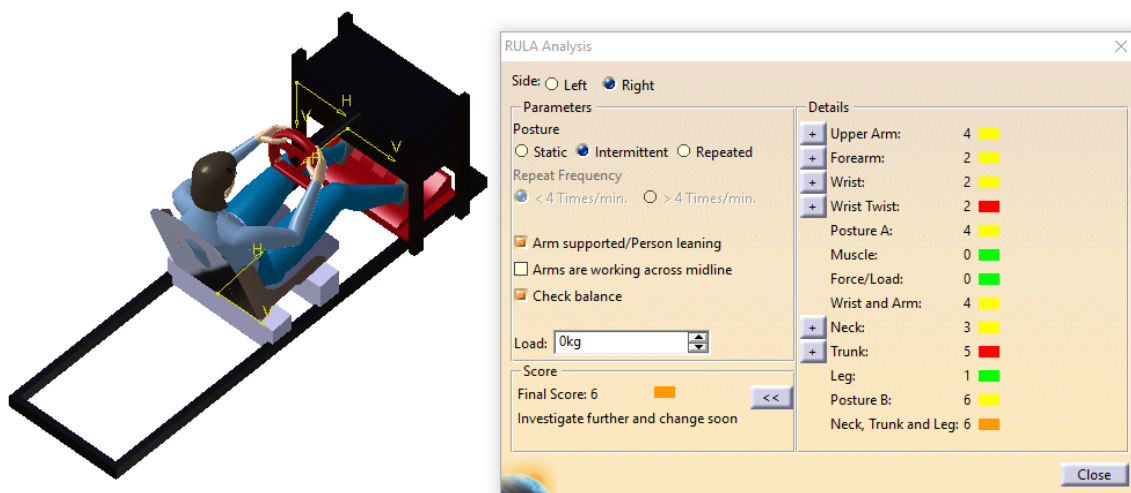 RULA Analysis
Side: Left Right
Parameters
Posture
Static Intermittent Repeated
Repeat Frequency
< 4 Times/min. > 4 Times/min.
Arm supported/Person leaning
Arms are working across midline
Check balance
Load: 0kg
Score
Final Score: 6 <<
Investigate further and change soon
Details
+ Upper Arm: 4
+ Forearm: 2
+ Wrist: 2
+ Wrist Twist: 2
Posture A: 4
Muscle: 0
Force/Load: 0
Wrist and Arm: 4
+ Neck: 3
+ Trunk: 5
Leg: 1
Posture B: 6
Neck, Trunk and Leg: 6
Close
H
V
H
V
H
V